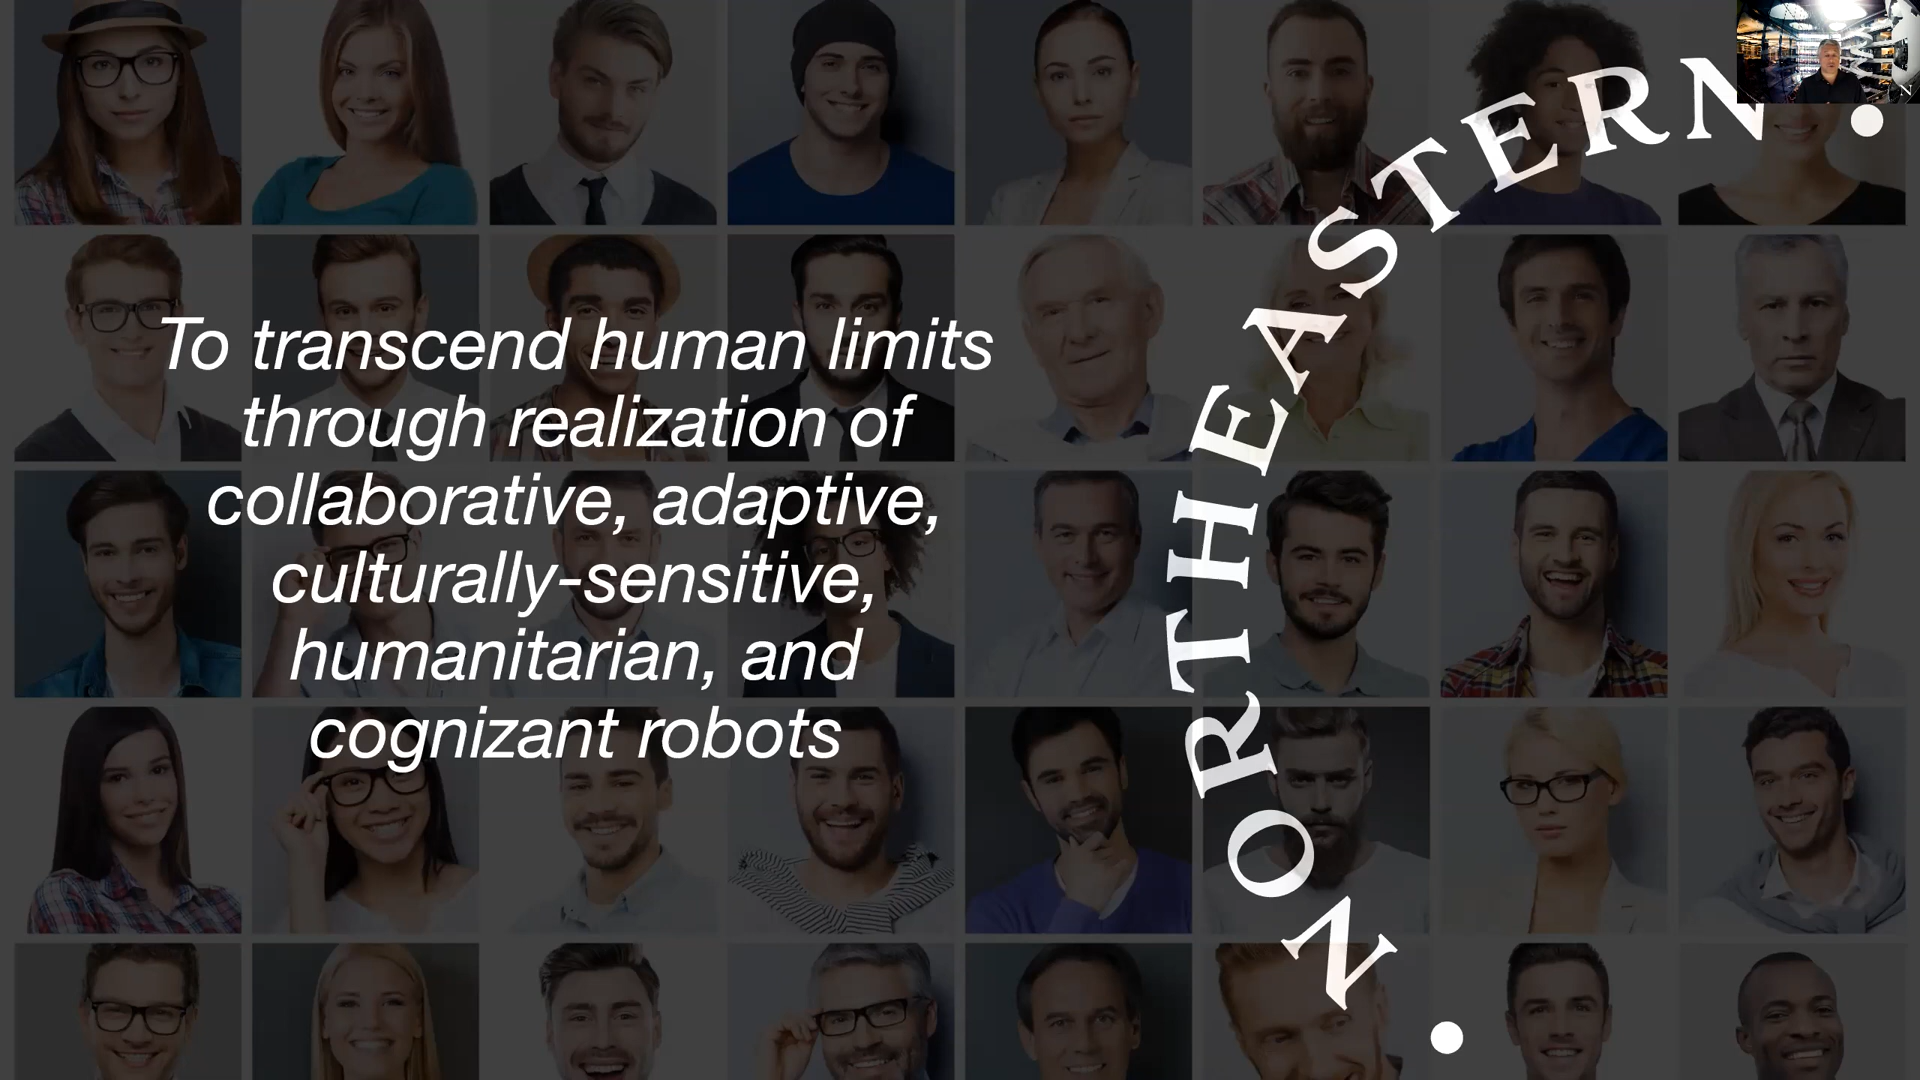 To transcend human limits
through realization of
collaborative, adaptive,
culturally-sensitive,
humanitarian, and
cognizant robots
NORTHEASTERN
N